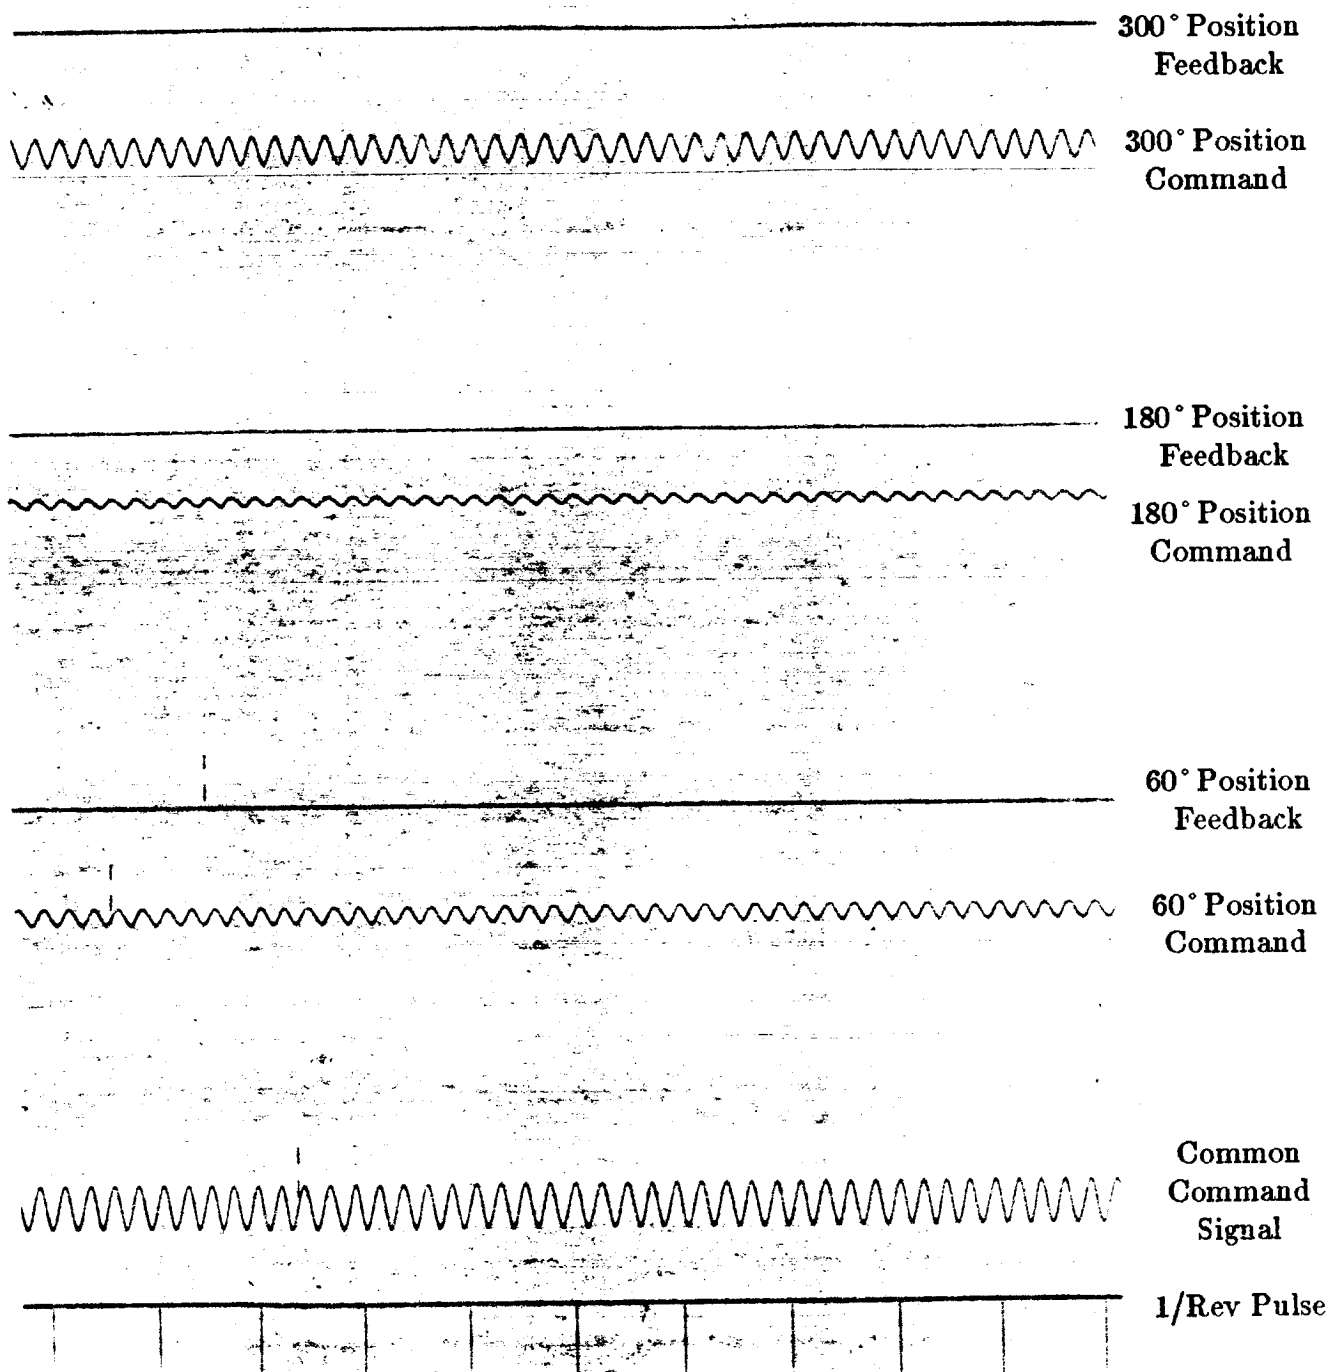 300° Position
Feedback
300° Position
Command
180° Position
Feedback
180° Position
Command
60° Position
Feedback
60° Position
Command
Common
Command
Signal
1/Rev Pulse